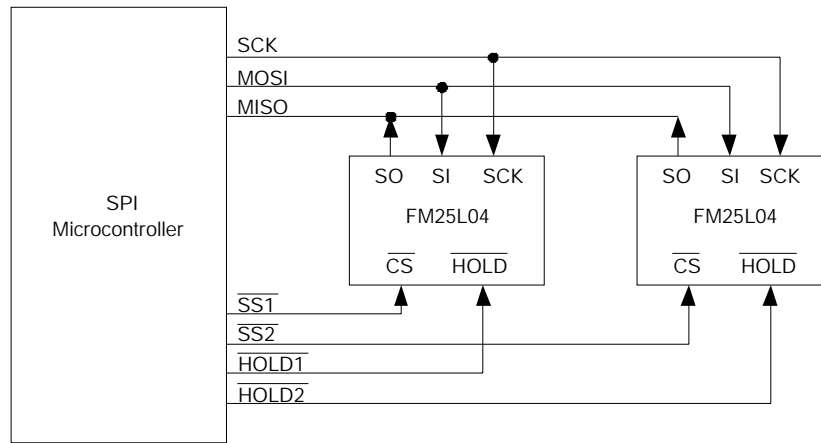 SCK
MOSI
MISO
SO SI SCK
SO SI SCK
SPI
Microcontroller
FM25L04
FM25L04
CS HOLD
CS HOLD
SS1
SS2
HOLD1
HOLD2